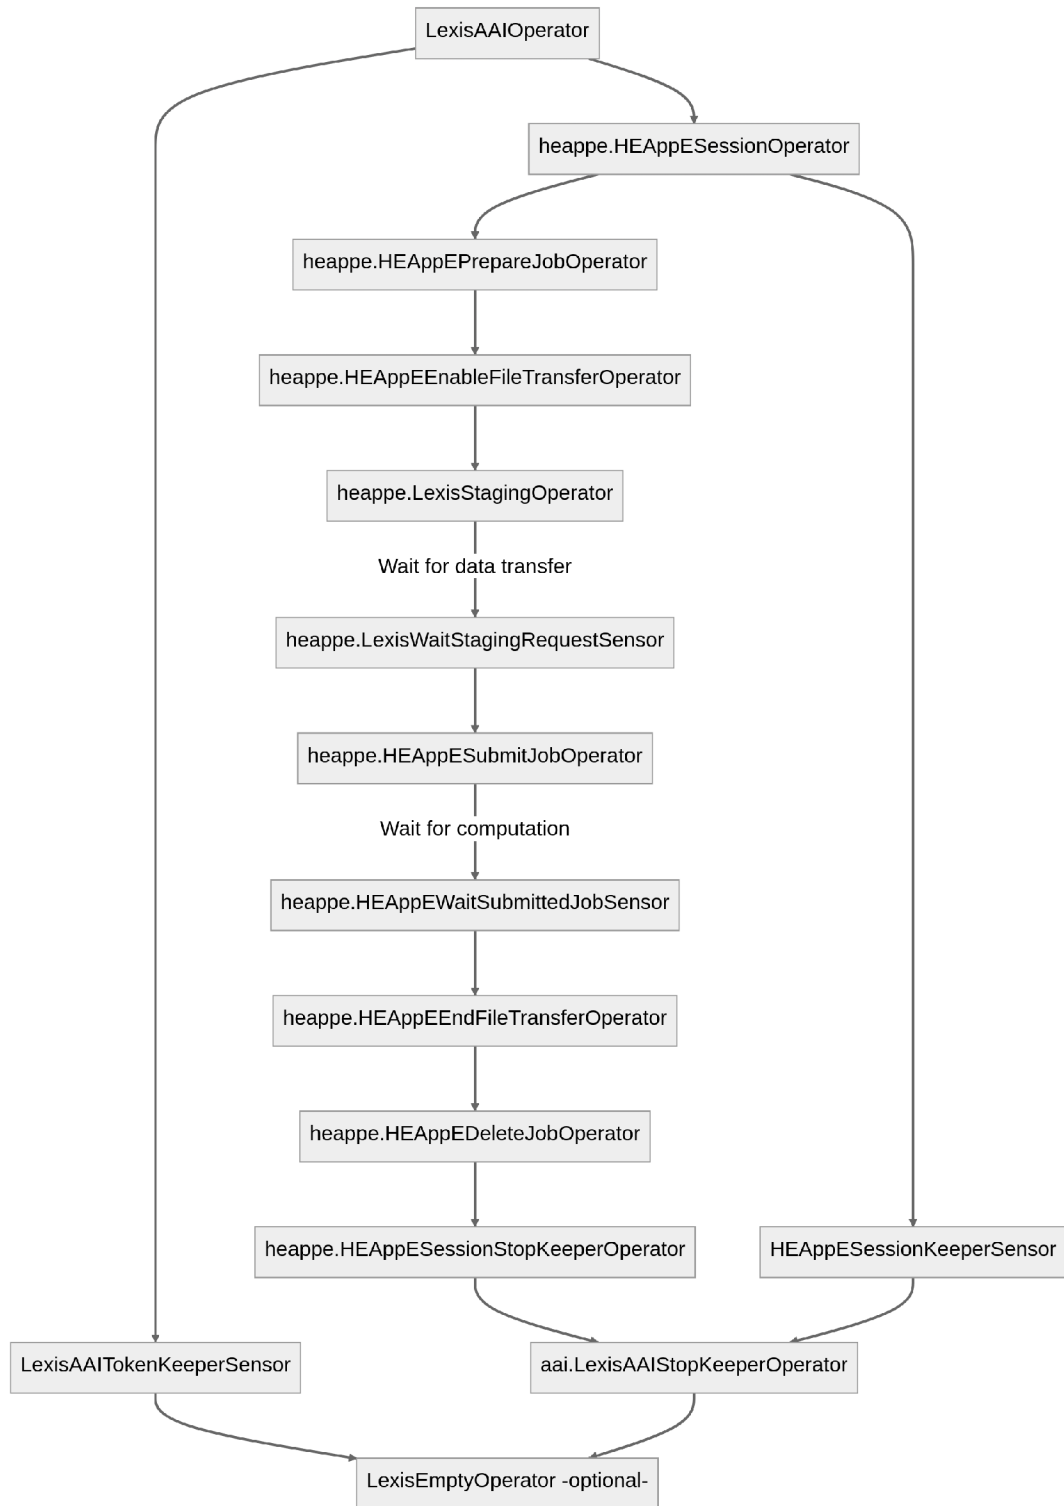 LexisAAIOperator
heappe.HEAppESessionOperator
heappe.HEAppEPrepareJobOperator
heappe.HEAppEEnableFileTransferOperator
heappe.LexisStagingOperator
Wait for data transfer
heappe.LexisWaitStagingRequestSensor
heappe.HEAppESubmitJobOperator
Wait for computation
heappe.HEAppEWaitSubmittedJobSensor
heappe.HEAppEEndFileTransferOperator
heappe.HEAppEDeleteJobOperator
heappe.HEAppESessionStopKeeperOperator
HEAppESessionKeeperSensor
LexisAAITokenKeeperSensor
aai.LexisAAIStopKeeperOperator
LexisEmptyOperator -optional-